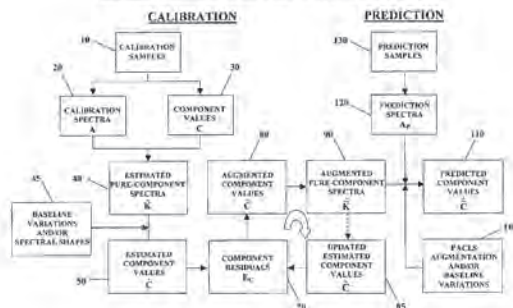 CALIBRATION
PREDICTION
10
CALIBRATION
SAMPLES
130
PREDICTION
SAMPLES
20
30
CALIBRATION
SPECTRA
A
COMPONENT
VALUES
C
120
PREDICTION
SPECTRA
80
90
110
45
40
ESTIMATED
PURE-COMPONENT
SPECTRA
K̂
AUGMENTED
COMPONENT
VALUES
AUGMENTED
PURE-COMPONENT
SPECTRA
PREDICTED
COMPONENT
VALUES
Ĉ
BASELINE
VARIATIONS
AND/OR
SPECTRAL SHAPES
50
ESTIMATED
COMPONENT
VALUES
Ĉ
COMPONENT
RESIDUALS
70
UPDATED
ESTIMATED
COMPONENT
VALUES
85
PACLS
AUGMENTATION
AND/OR
BASELINE
VARIATIONS